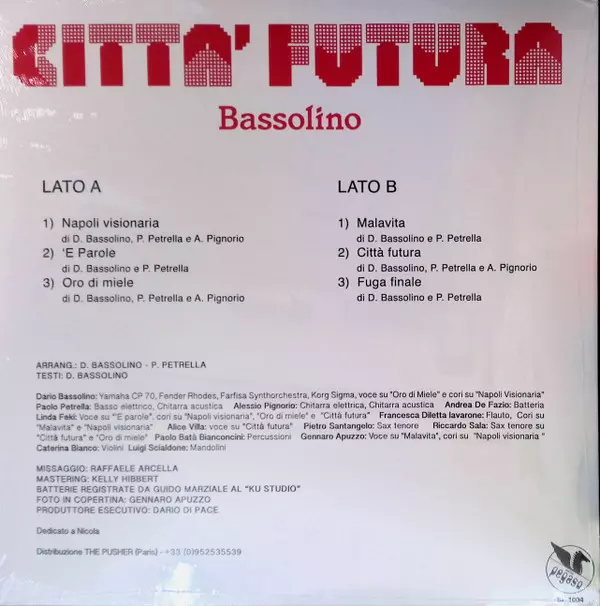 CITTA' FUTURA
Bassolino
LATO A
1) Napoli visionaria
di D. Bassolino, P. Petrella e A. Pignorio
2) 'E Parole
di D. Bassolino e P. Petrella
3) Oro di miele
di D. Bassolino, P. Petrella e A. Pignorio
LATO B
1) Malavita
di D. Bassolino e P. Petrella
2) Città futura
di D. Bassolino, P. Petrella e A. Pignorio
3) Fuga finale
di D. Bassolino e P. Petrella
ARRANG.: D. BASSOLINO - P. PETRELLA
TESTI: D. BASSOLINO
Dario Bassolino: Yamaha CP 70, Fender Rhodes, Farfisa Synthorchestra, Korg Sigma, voce su "Oro di Miele" e cori su "Napoli Visionaria"
Paolo Petrella: Basso elettrico, Chitarra acustica Alessio Pignorio: Chitarra elettrica, Chitarra acustica Andrea De Fazio: Batteria
Linda Feki: Voce su "'E parole", cori su "Napoli visionaria", "Oro di miele" e "Città futura" Francesca Diletta Iavarone: Flauto, Cori su
"Malavita" e "Napoli visionaria" Alice Villa: voce su "Città futura" Pietro Santangelo: Sax tenore Riccardo Sala: Sax tenore su
"Città futura" e "Oro di miele" Paolo Batà Bianconcini: Percussioni Gennaro Apuzzo: Voce su "Malavita", cori su "Napoli visionaria "
Caterina Bianco: Violini Luigi Scialdone: Mandolini
MISSAGGIO: RAFFAELE ARCELLA
MASTERING: KELLY HIBBERT
BATTERIE REGISTRATE DA GUIDO MARZIALE AL "KU STUDIO"
FOTO IN COPERTINA: GENNARO APUZZO
PRODUTTORE ESECUTIVO: DARIO DI PACE
Dedicato a Nicola
Distribuzione THE PUSHER (Paris) - +33 (0)952535539
pegaso